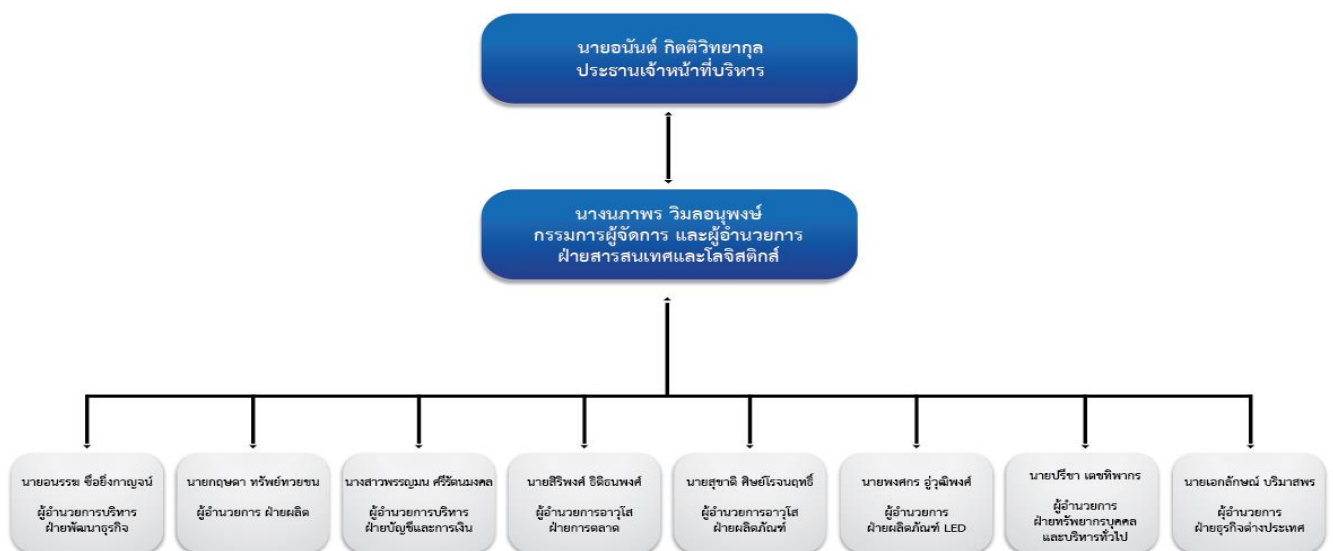 นายอนันต์ กิตติวิทยากุล
ประธานเจ้าหน้าที่บริหาร
นางนภาพร วิมลอนุพงษ์
กรรมการผู้จัดการ และผู้อำนวยการ
ฝ่ายสารสนเทศและโลจิสติกส์
นายอนรรฆ ซื่อยิ่งกาญจน์
ผู้อำนวยการบริหาร
ฝ่ายพัฒนาธุรกิจ
นายกฤษดา ทรัพย์ทวยชน
ผู้อำนวยการ ฝ่ายผลิต
นางสาวพรรญมน ศรีรัตนมงคล
ผู้อำนวยการบริหาร
ฝ่ายบัญชีและการเงิน
นายสิริพงศ์ ธิติธนพงศ์
ผู้อำนวยการอาวุโส
ฝ่ายการตลาด
นายสุชาติ ศิษย์โรจนฤทธิ์
ผู้อำนวยการอาวุโส
ฝ่ายผลิตภัณฑ์
นายพงศกร อู่วุฒิพงศ์
ผู้อำนวยการ
ฝ่ายผลิตภัณฑ์ LED
นายปรีชา เตชทิพากร
ผู้อำนวยการ
ฝ่ายทรัพยากรบุคคล
และบริหารทั่วไป
นายเอกลักษณ์ ปริมาสพร
ผู้อำนวยการ
ฝ่ายธุรกิจต่างประเทศ